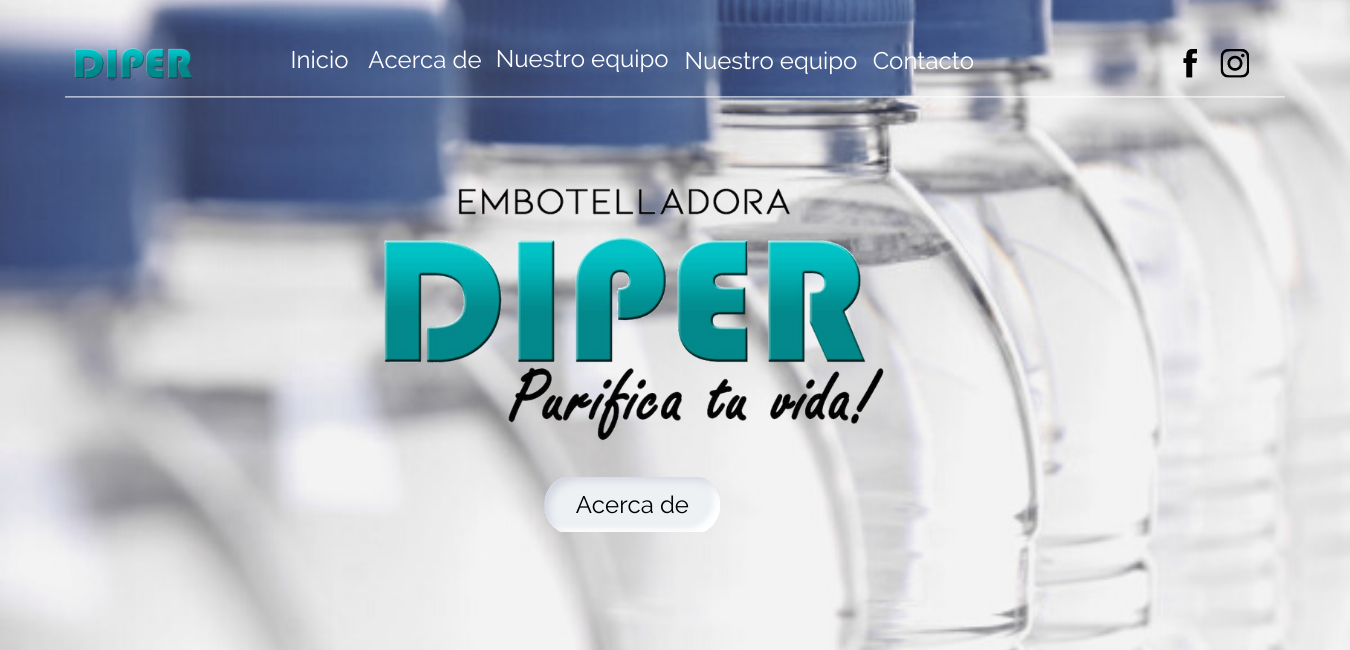 DIPER Inicio Acerca de Nuestro equipo Nuestro equipo Contacto
EMBOTELLADORA
DIPER
Purifica tu vida!
Acerca de